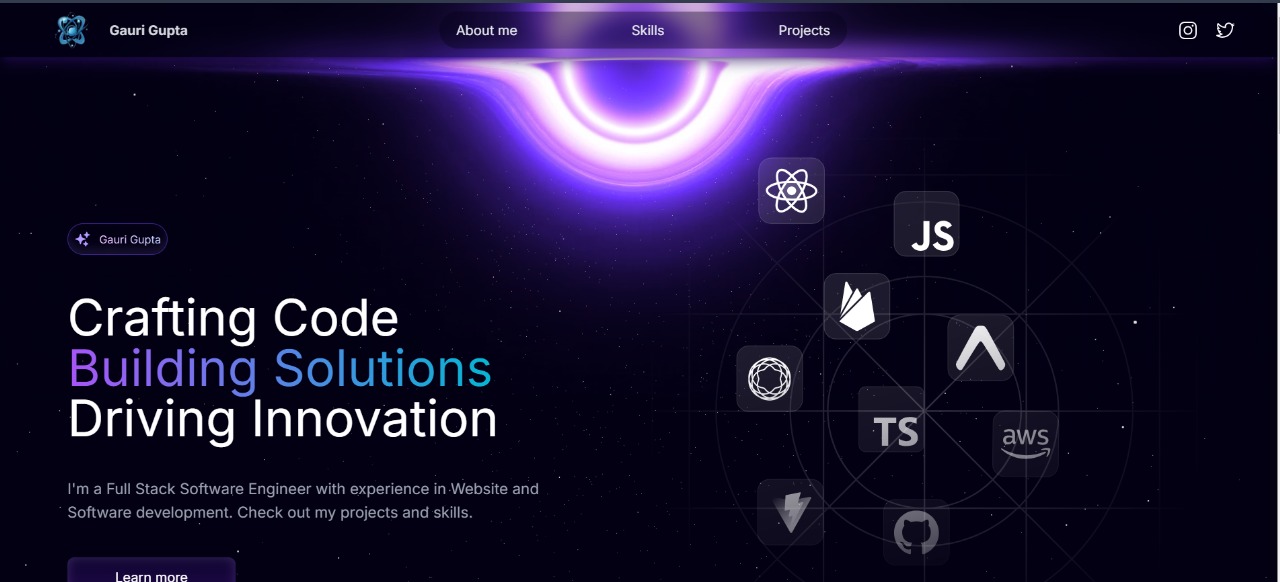 Gauri Gupta
About me
Skills
Projects
Gauri Gupta
Crafting Code
Building Solutions
Driving Innovation
I'm a Full Stack Software Engineer with experience in Website and
Software development. Check out my projects and skills.
Learn more
JS
TS
aws